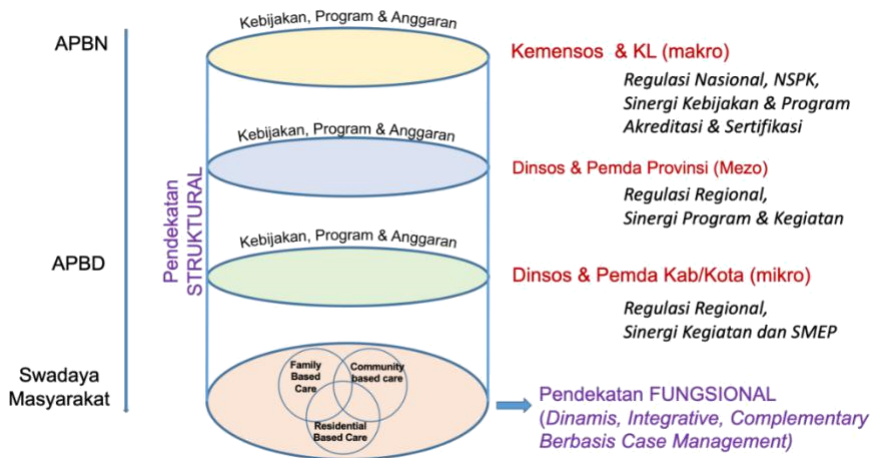 Kebijakan, Program & Anggaran
APBN
Kemensos & KL (makro)
Regulasi Nasional, NSPK,
Sinergi Kebijakan & Program
Akreditasi & Sertifikasi
Kebijakan, Program & Anggaran
Dinsos & Pemda Provinsi (Mezo)
Regulasi Regional,
Sinergi Program & Kegiatan
Pendekatan
STRUKTURAL
Kebijakan, Program & Anggaran
APBD
Dinsos & Pemda Kab/Kota (mikro)
Regulasi Regional,
Sinergi Kegiatan dan SMEP
Swadaya
Masyarakat
Family
Based
Care
Community
based care
Residential
Based Care
Pendekatan FUNGSIONAL
(Dinamis, Integrative, Complementary
Berbasis Case Management)